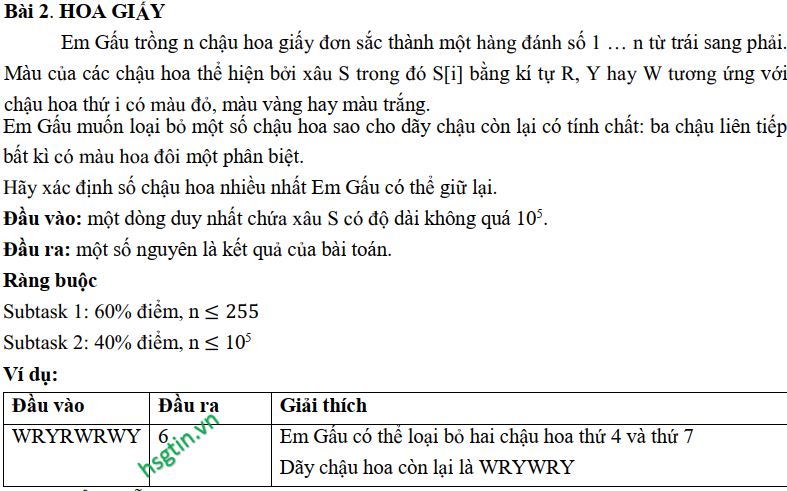 Bài 2. HOA GIẤY
Em Gấu trồng n chậu hoa giấy đơn sắc thành một hàng đánh số 1 … n từ trái sang phải.
Màu của các chậu hoa thể hiện bởi xâu S trong đó S[i] bằng kí tự R, Y hay W tương ứng với
chậu hoa thứ i có màu đỏ, màu vàng hay màu trắng.
Em Gấu muốn loại bỏ một số chậu hoa sao cho dãy chậu còn lại có tính chất: ba chậu liên tiếp
bất kì có màu hoa đôi một phân biệt.
Hãy xác định số chậu hoa nhiều nhất Em Gấu có thể giữ lại.
Đầu vào: một dòng duy nhất chứa xâu S có độ dài không quá 10⁵.
Đầu ra: một số nguyên là kết quả của bài toán.
Ràng buộc
Subtask 1: 60% điểm, n ≤ 255
Subtask 2: 40% điểm, n ≤ 10⁵
Ví dụ:
Đầu vào Đầu ra Giải thích
WRYRWRWY 6 Em Gấu có thể loại bỏ hai chậu hoa thứ 4 và thứ 7
Dãy chậu hoa còn lại là WRYWRY
hsgtin.vn